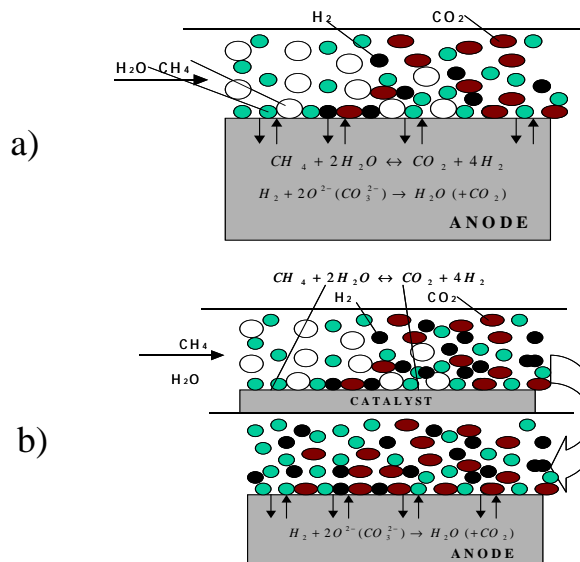 H₂ CO₂
H₂O CH₄
a)
CH₄ + 2H₂O ↔ CO₂ + 4H₂
H₂ + 2O²⁻(CO₃²⁻) → H₂O (+CO₂)
ANODE
CH₄ + 2H₂O ↔ CO₂ + 4H₂
H₂ CO₂
CH₄
H₂O
CATALYST
b)
H₂ + 2O²⁻(CO₃²⁻) → H₂O (+CO₂)
ANODE